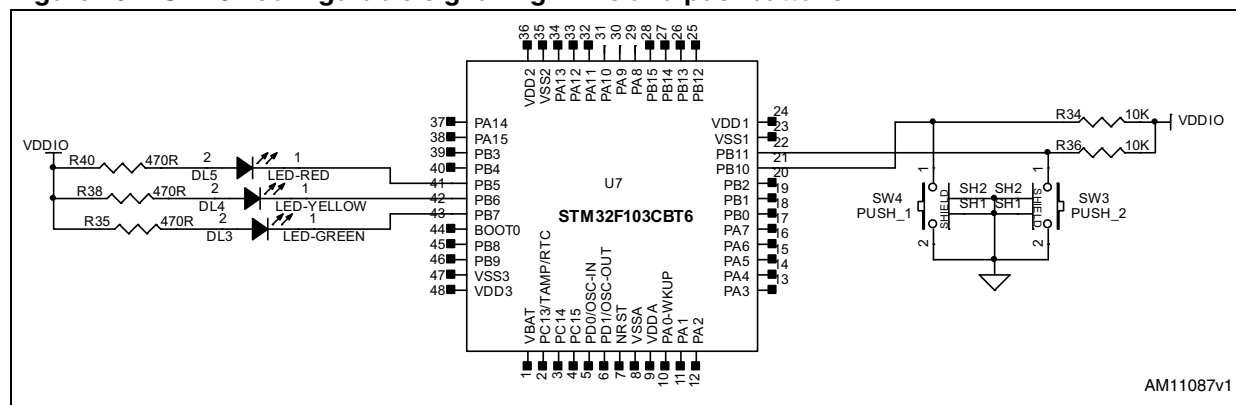 36 35 34 33 32 31 30 29 28 27 26 25
VDD2 VSS2 PA13 PA12 PA11 PA10 PA9 PA8 PB15 PB14 PB13 PB12
VDDIO
R40 470R 2 1
DL5 LED-RED
R38 470R 2 1
DL4 LED-YELLOW
R35 470R 2 1
DL3 LED-GREEN
37 PA14
38 PA15
39 PB3
40 PB4
41 PB5
42 PB6
43 PB7
44 BOOT0
45 PB8
46 PB9
47 VSS3
48 VDD3
U7
STM32F103CBT6
VDD1 24
VSS1 23
PB11 22
PB10 21
PB2 20
PB1 19
PB0 18
PA7 17
PA6 16
PA5 15
PA4 14
PA3 13
VBAT PC13/TAMP/RTC PC14 PC15 PD0/OSC-IN PD1/OSC-OUT NRST VSSA VDDA PA0-WKUP PA1 PA2
1 2 3 4 5 6 7 8 9 10 11 12
R34 10K
VDDIO
R36 10K
1 1
SW4 SHIELD SH2 SH2 SHIELD SW3
PUSH_1 SH1 SH1 PUSH_2
2 2
AM11087v1